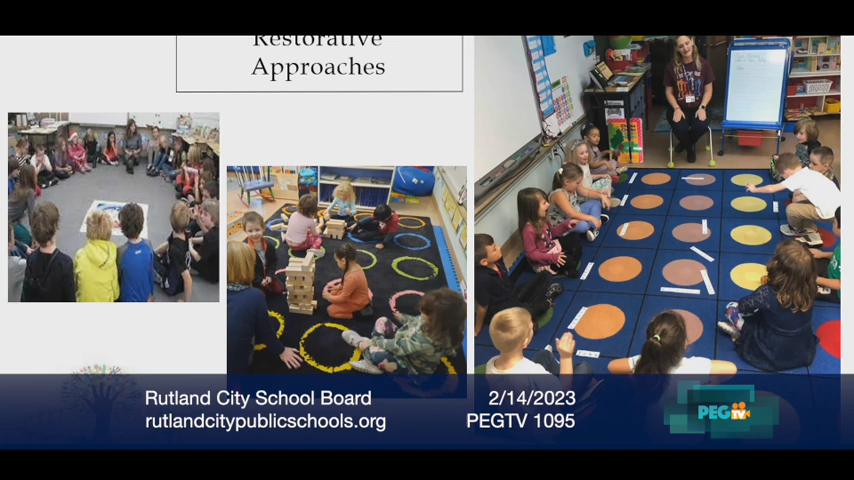 Restorative
Approaches
Rutland City School Board
2/14/2023
rutlandcitypublicschools.org
PEGTV 1095
PEG TV